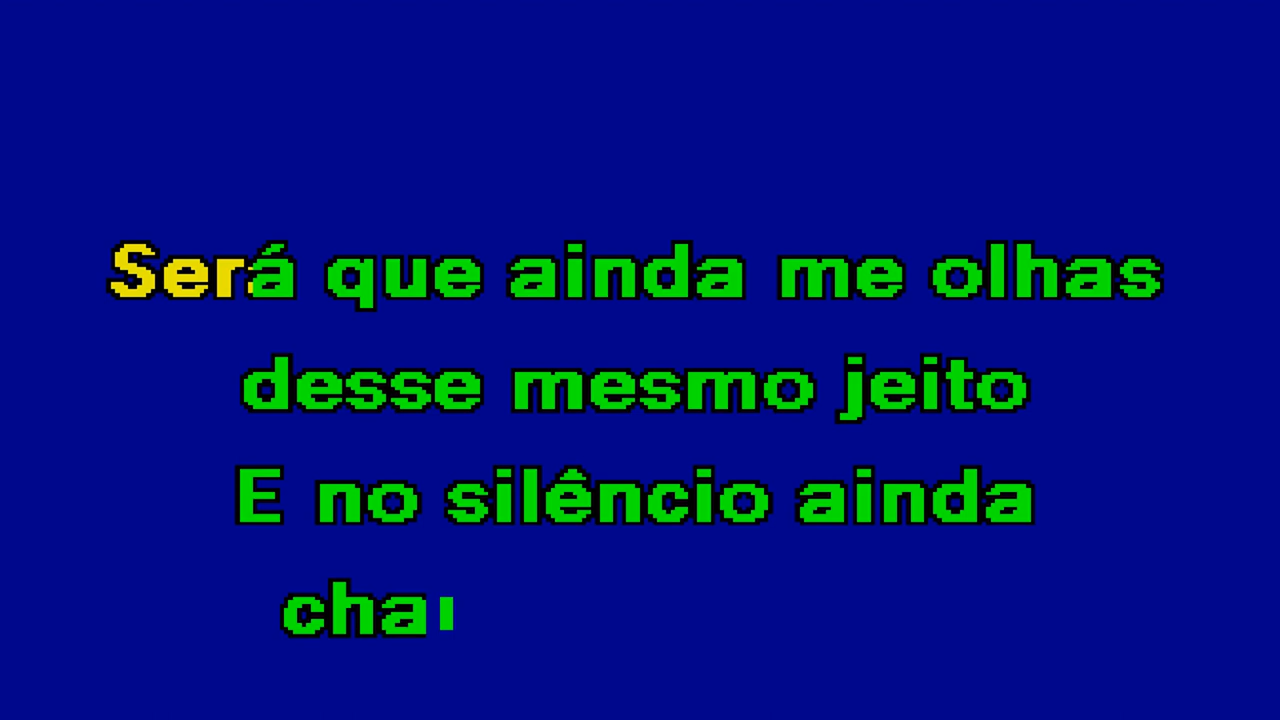 Será que ainda me olhas
desse mesmo jeito
E no silêncio ainda
cha